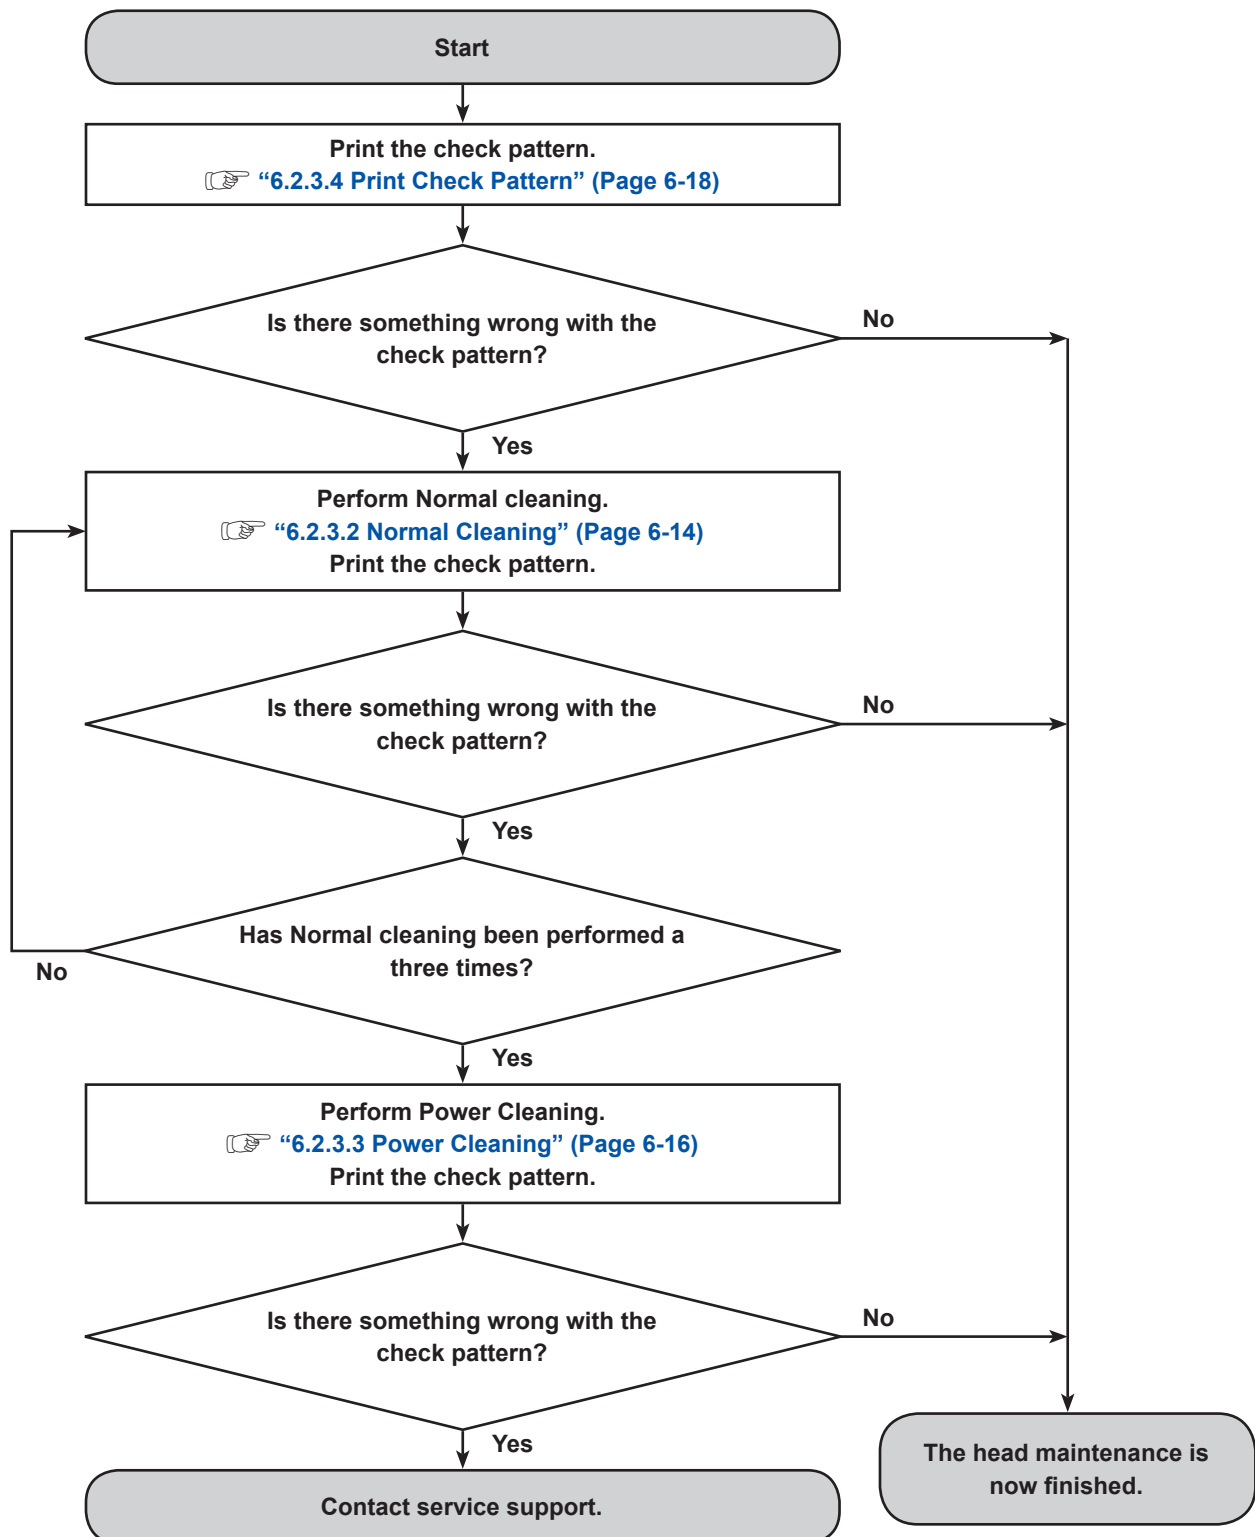 Start
Print the check pattern.
☞ “6.2.3.4 Print Check Pattern” (Page 6-18)
Is there something wrong with the
check pattern?
No
Yes
Perform Normal cleaning.
☞ “6.2.3.2 Normal Cleaning” (Page 6-14)
Print the check pattern.
Is there something wrong with the
check pattern?
No
Yes
Has Normal cleaning been performed a
three times?
No
Yes
Perform Power Cleaning.
☞ “6.2.3.3 Power Cleaning” (Page 6-16)
Print the check pattern.
Is there something wrong with the
check pattern?
No
Yes
Contact service support.
The head maintenance is
now finished.